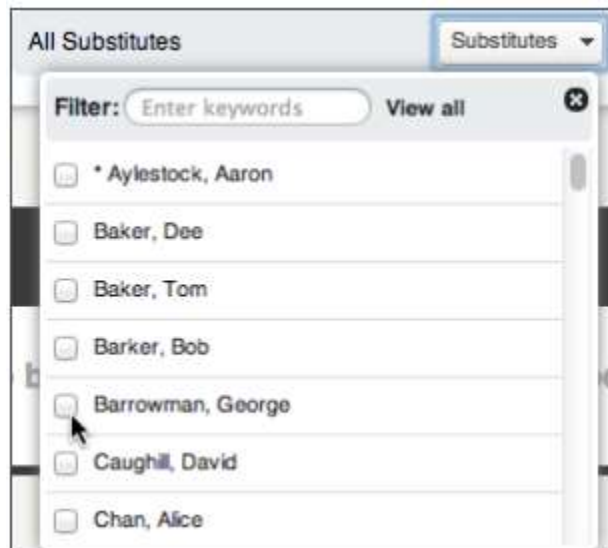 All Substitutes Substitutes
Filter: Enter keywords View all
* Aylestock, Aaron
Baker, Dee
Baker, Tom
Barker, Bob
Barrowman, George
Caughill, David
Chan, Alice